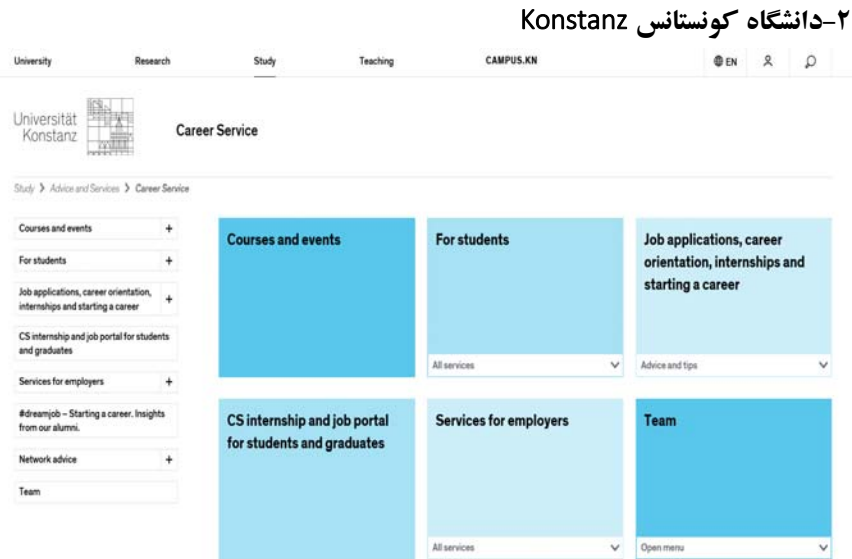 ۲-دانشگاه کونستانس Konstanz
University Research Study Teaching CAMPUS.KN EN
Universität
Konstanz
Career Service
Study ❯ Advice and Services ❯ Career Service
Courses and events +
For students +
Job applications, career orientation,
internships and starting a career +
CS internship and job portal for students
and graduates
Services for employers +
#dreamjob – Starting a career. Insights
from our alumni.
Network advice +
Team
Courses and events
For students
All services
Job applications, career
orientation, internships and
starting a career
Advice and tips
CS internship and job portal
for students and graduates
Services for employers
All services
Team
Open menu